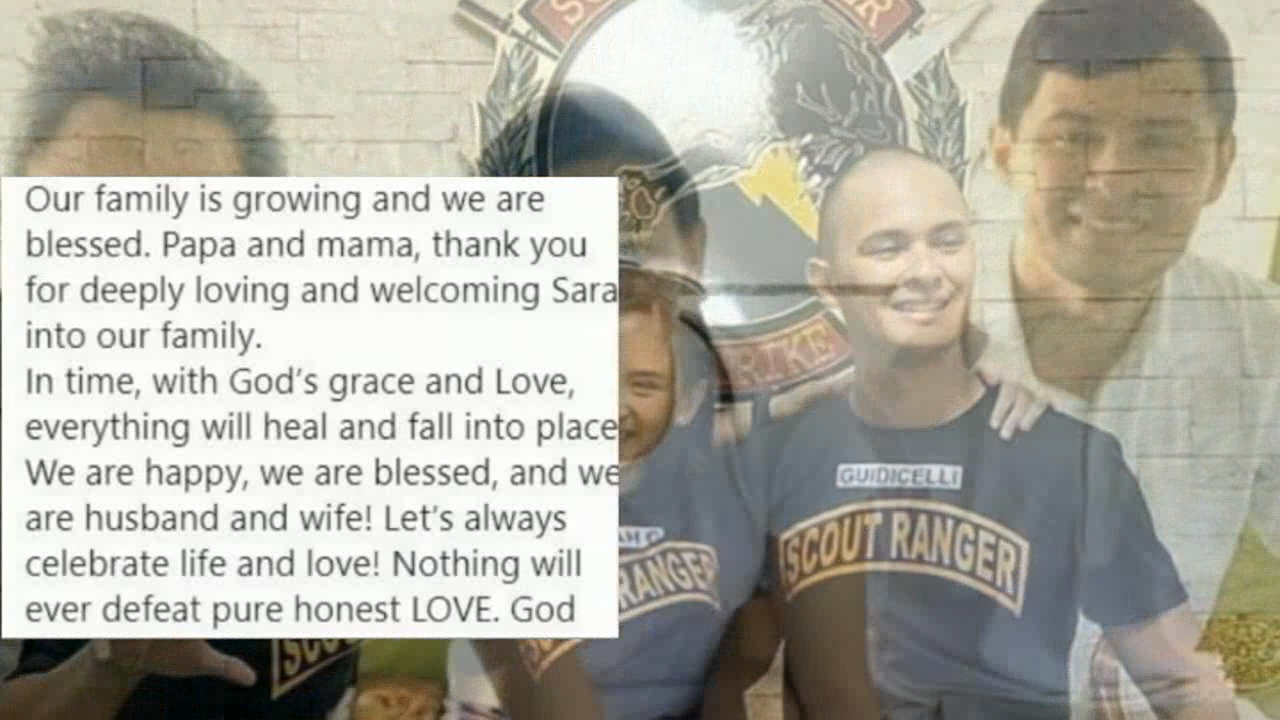 Our family is growing and we are
blessed. Papa and mama, thank you
for deeply loving and welcoming Sara
into our family.
In time, with God's grace and Love,
everything will heal and fall into place
We are happy, we are blessed, and we
are husband and wife! Let's always
celebrate life and love! Nothing will
ever defeat pure honest LOVE. God
GUIDICELLI
SCOUT RANGER
RANGER